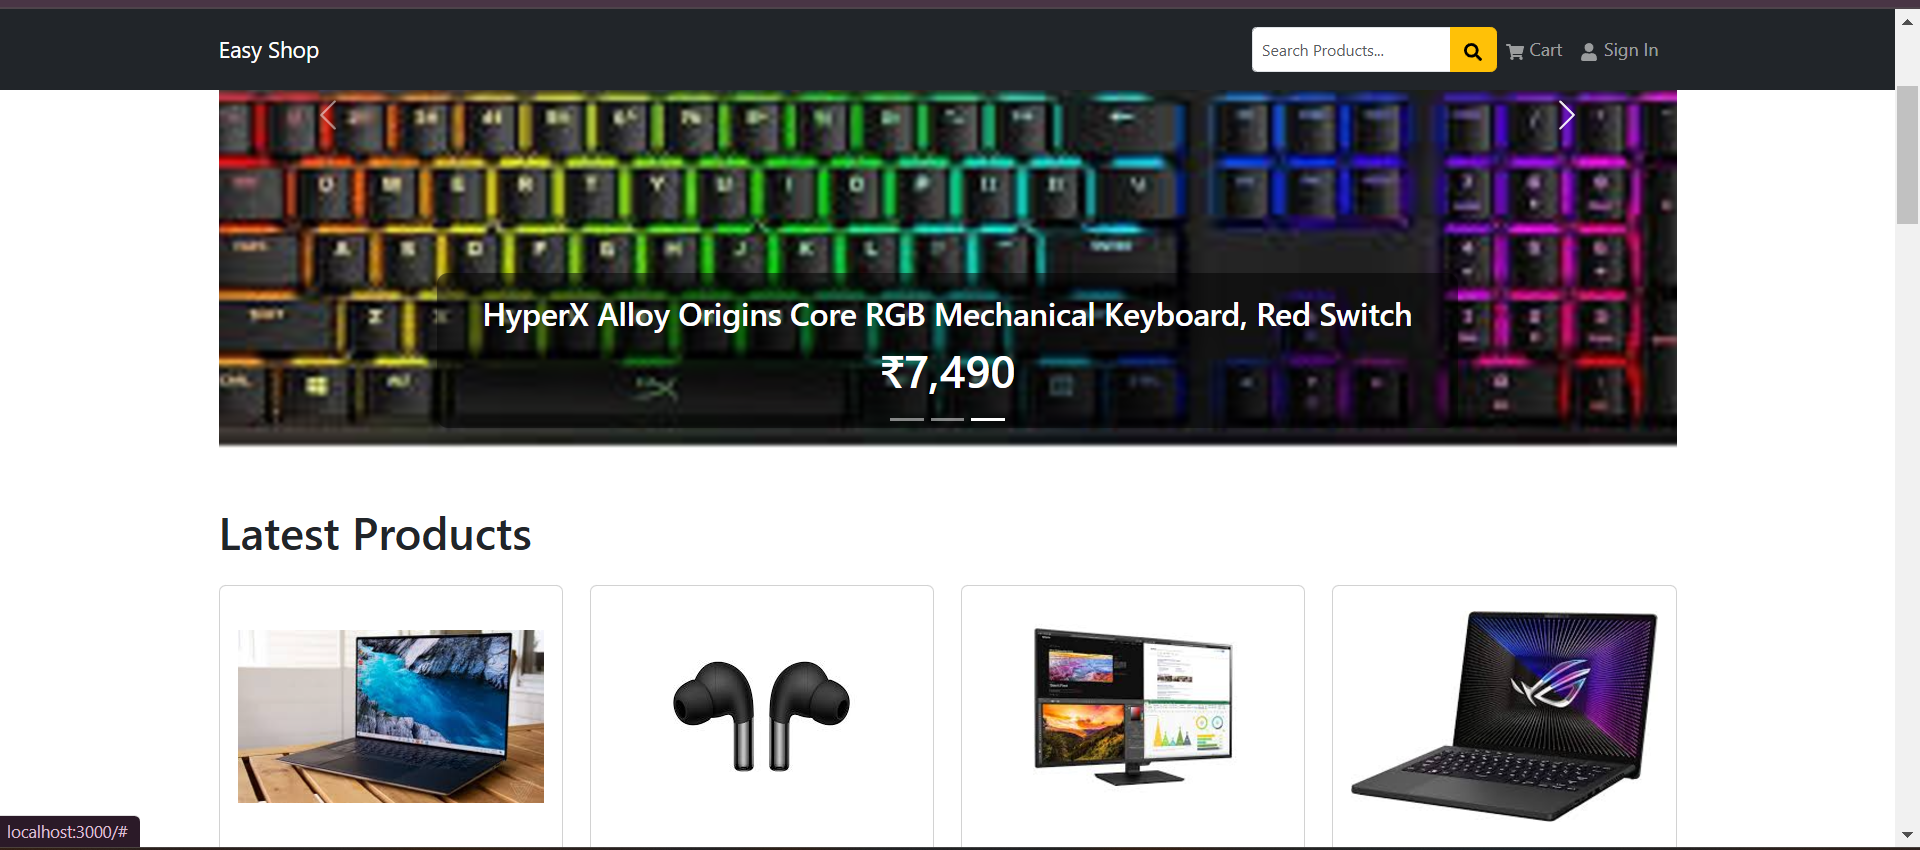 Easy Shop
Search Products...
Cart
Sign In
HyperX Alloy Origins Core RGB Mechanical Keyboard, Red Switch
₹7,490
Latest Products
localhost:3000/#